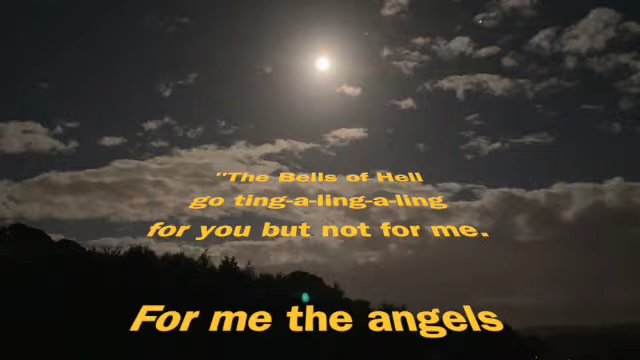 "The Bells of Hell
go ting-a-ling-a-ling
for you but not for me.
For me the angels